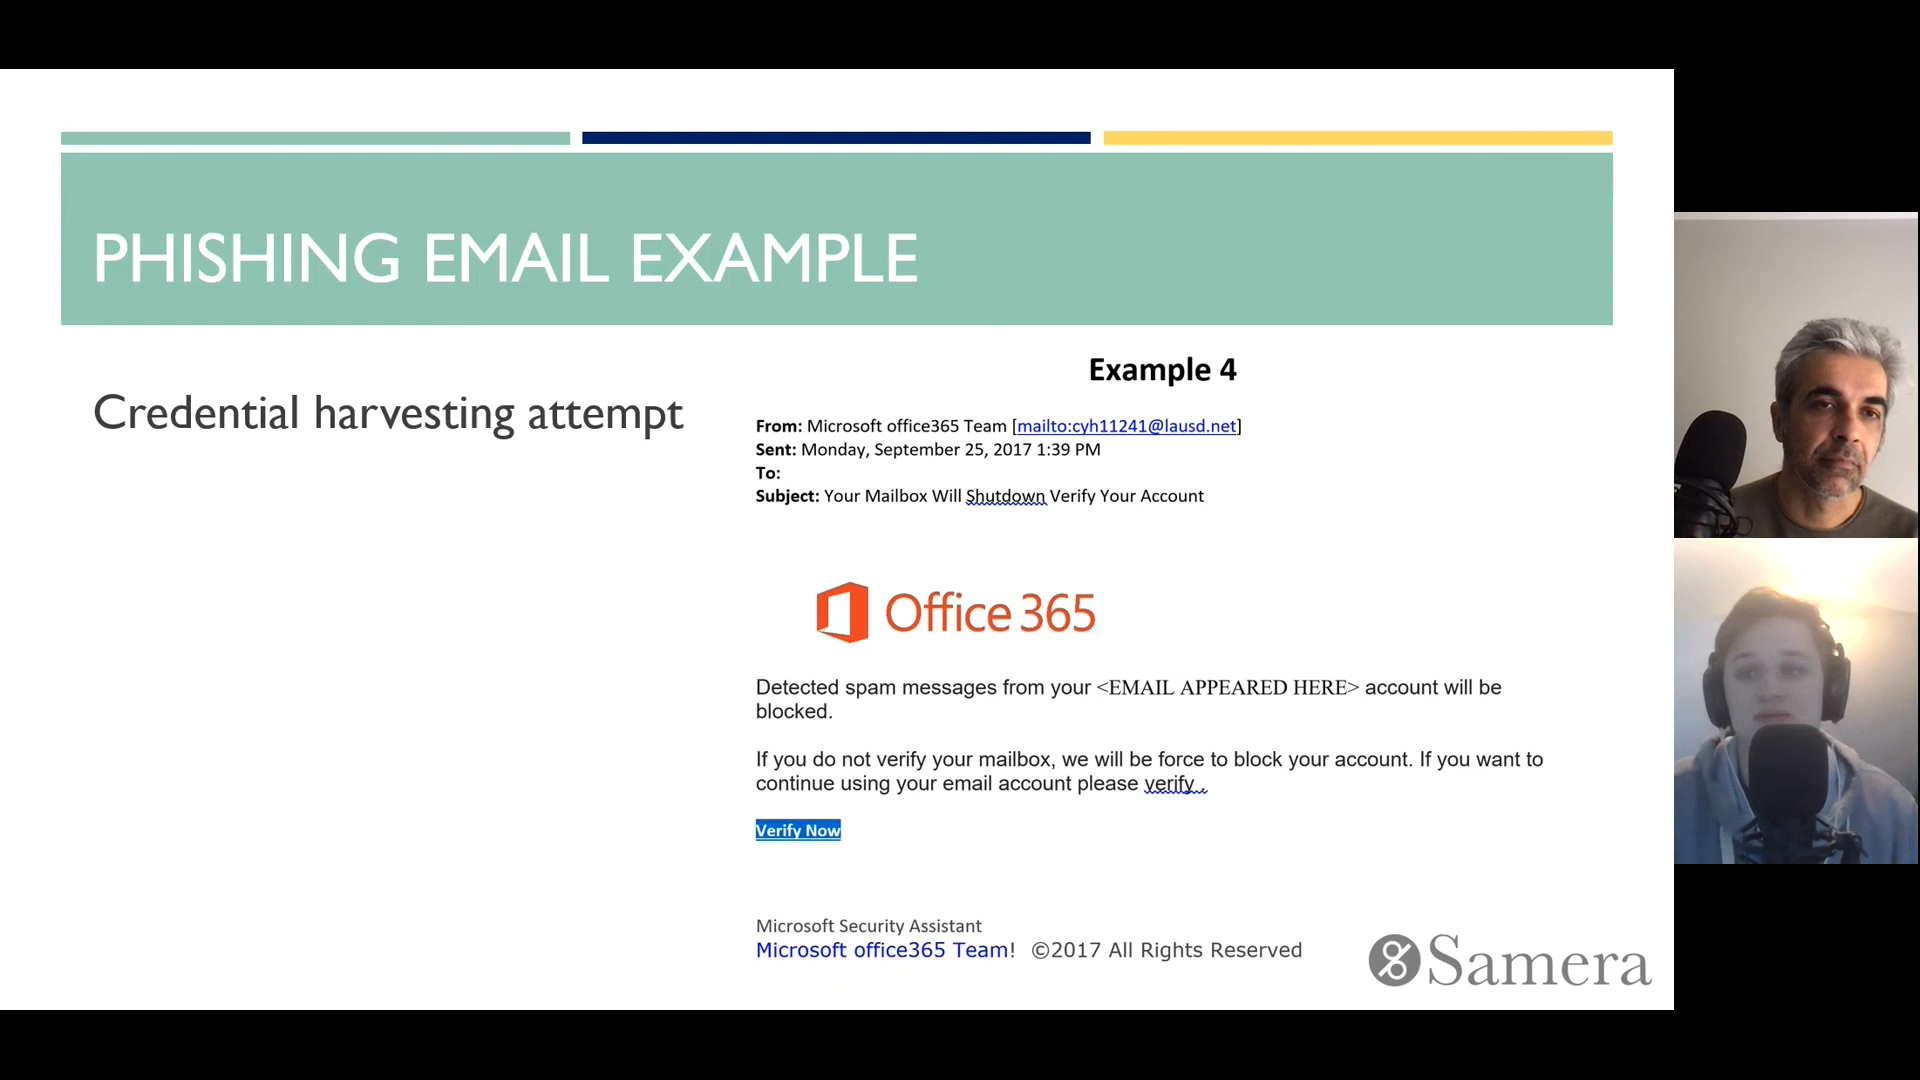 PHISHING EMAIL EXAMPLE
Credential harvesting attempt
Example 4
From: Microsoft office365 Team [mailto:cyh11241@lausd.net]
Sent: Monday, September 25, 2017 1:39 PM
To:
Subject: Your Mailbox Will Shutdown Verify Your Account
Office 365
Detected spam messages from your <EMAIL APPEARED HERE> account will be
blocked.
If you do not verify your mailbox, we will be force to block your account. If you want to
continue using your email account please verify .
Verify Now
Microsoft Security Assistant
Microsoft office365 Team! ©2017 All Rights Reserved
Samera